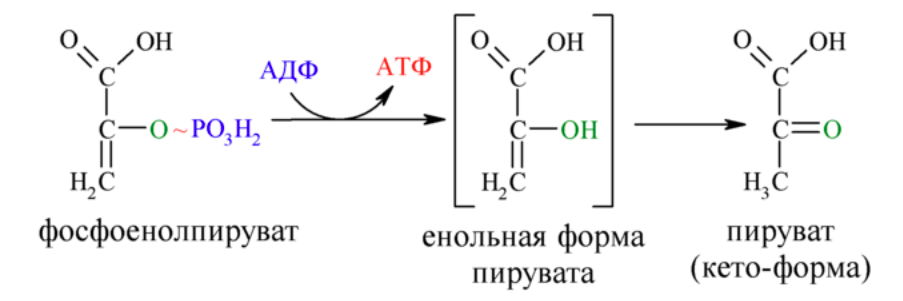 O OH
C
C—O~PO3H2
H2C
фосфоенолпируват
АДФ АТФ
O OH
C
C—OH
H2C
енольная форма
пирувата
O OH
C
C=O
H3C
пируват
(кето-форма)